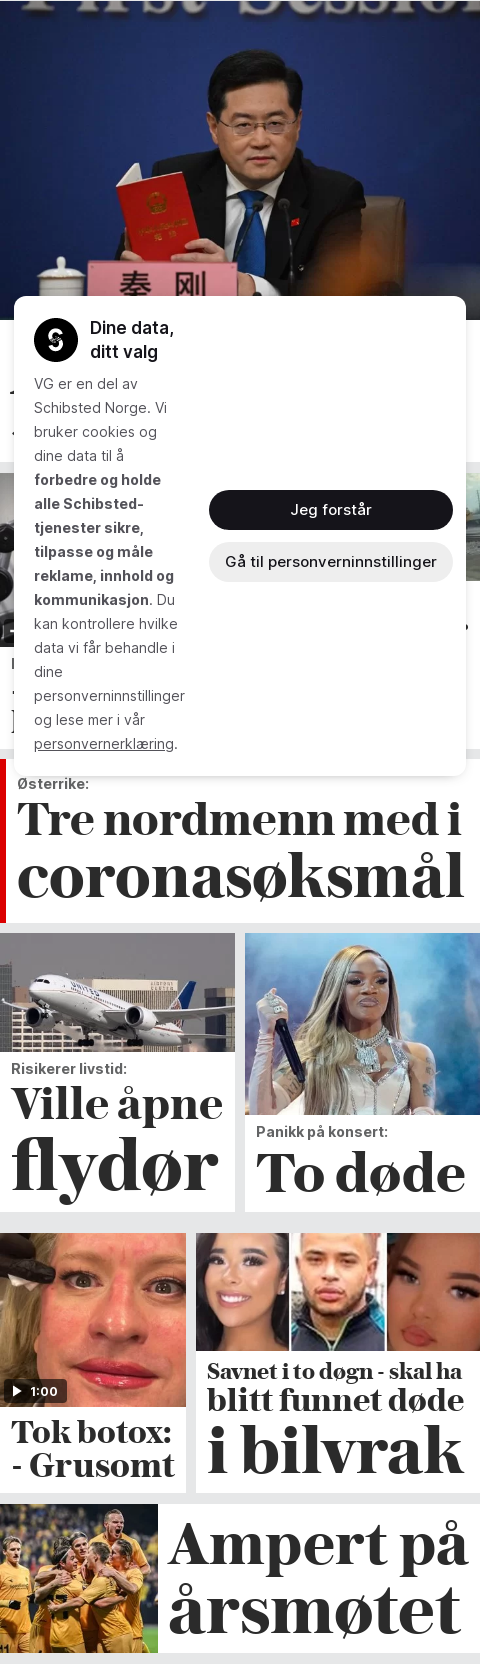 First Session
秦 刚
Dine data,
ditt valg
VG er en del av
Schibsted Norge. Vi
bruker cookies og
dine data til å
forbedre og holde
alle Schibsted-
tjenester sikre,
tilpasse og måle
reklame, innhold og
kommunikasjon. Du
kan kontrollere hvilke
data vi får behandle i
dine
personverninnstillinger
og lese mer i vår
personvernerklæring.
Jeg forstår
Gå til personverninnstillinger
Østerrike:
Tre nordmenn med i
coronasøksmål
UNITED
Risikerer livstid:
Ville åpne
flydør
Panikk på konsert:
To døde
1:00
Tok botox:
- Grusomt
Savnet i to døgn - skal ha
blitt funnet døde
i bilvrak
Ampert på
årsmøtet